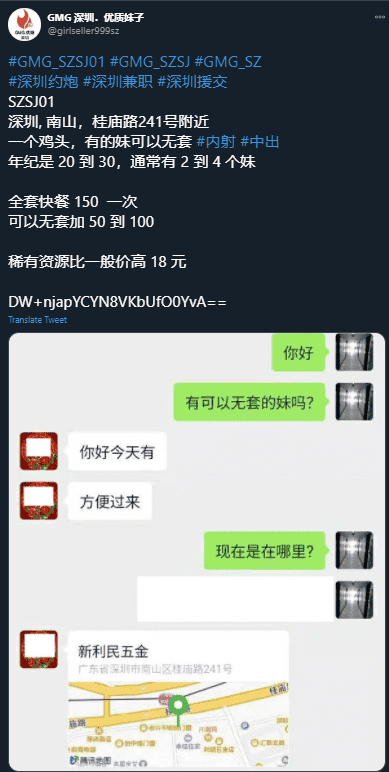 GMG 深圳．优质妹子
@girlseller999sz
#GMG_SZSJ01 #GMG_SZSJ #GMG_SZ
#深圳约炮 #深圳兼职 #深圳援交
SZSJ01
深圳, 南山，桂庙路241号附近
一个鸡头，有的妹可以无套 #内射 #中出
年纪是 20 到 30，通常有 2 到 4 个妹
全套快餐 150 一次
可以无套加 50 到 100
稀有资源比一般价高 18 元
DW+njapYCYN8VKbUfO0YvA==
Translate Tweet
你好
有可以无套的妹吗?
你好今天有
方便过来
现在是在哪里?
新利民五金
广东省深圳市南山区桂庙路241号
桂庙
腾讯地图